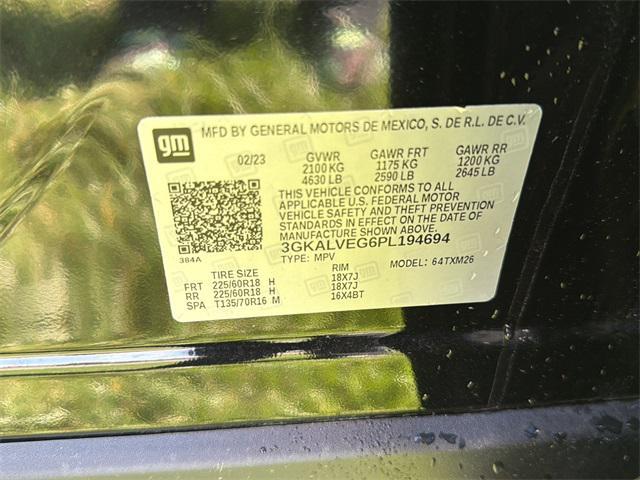 gm MFD BY GENERAL MOTORS DE MEXICO, S. DE R.L. DE C.V.
02/23 GVWR GAWR FRT GAWR RR
2100 KG 1175 KG 1200 KG
4630 LB 2590 LB 2645 LB
THIS VEHICLE CONFORMS TO ALL
APPLICABLE U.S. FEDERAL MOTOR
VEHICLE SAFETY AND THEFT PREVENTION
STANDARDS IN EFFECT ON THE DATE OF
MANUFACTURE SHOWN ABOVE.
384A 3GKALVEG6PL194694
TYPE: MPV MODEL: 64TXM26
TIRE SIZE RIM
FRT 225/60R18 H 18X7J
RR 225/60R18 H 18X7J
SPA T135/70R16 M 16X4BT